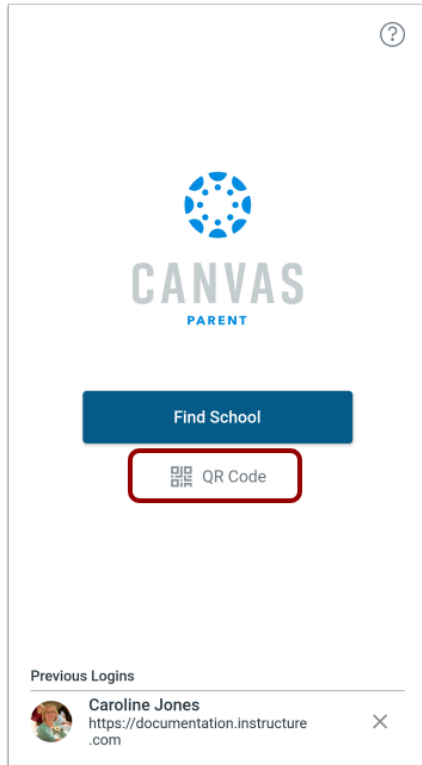 CANVAS
PARENT
Find School
QR Code
Previous Logins
Caroline Jones
https://documentation.instructure
.com